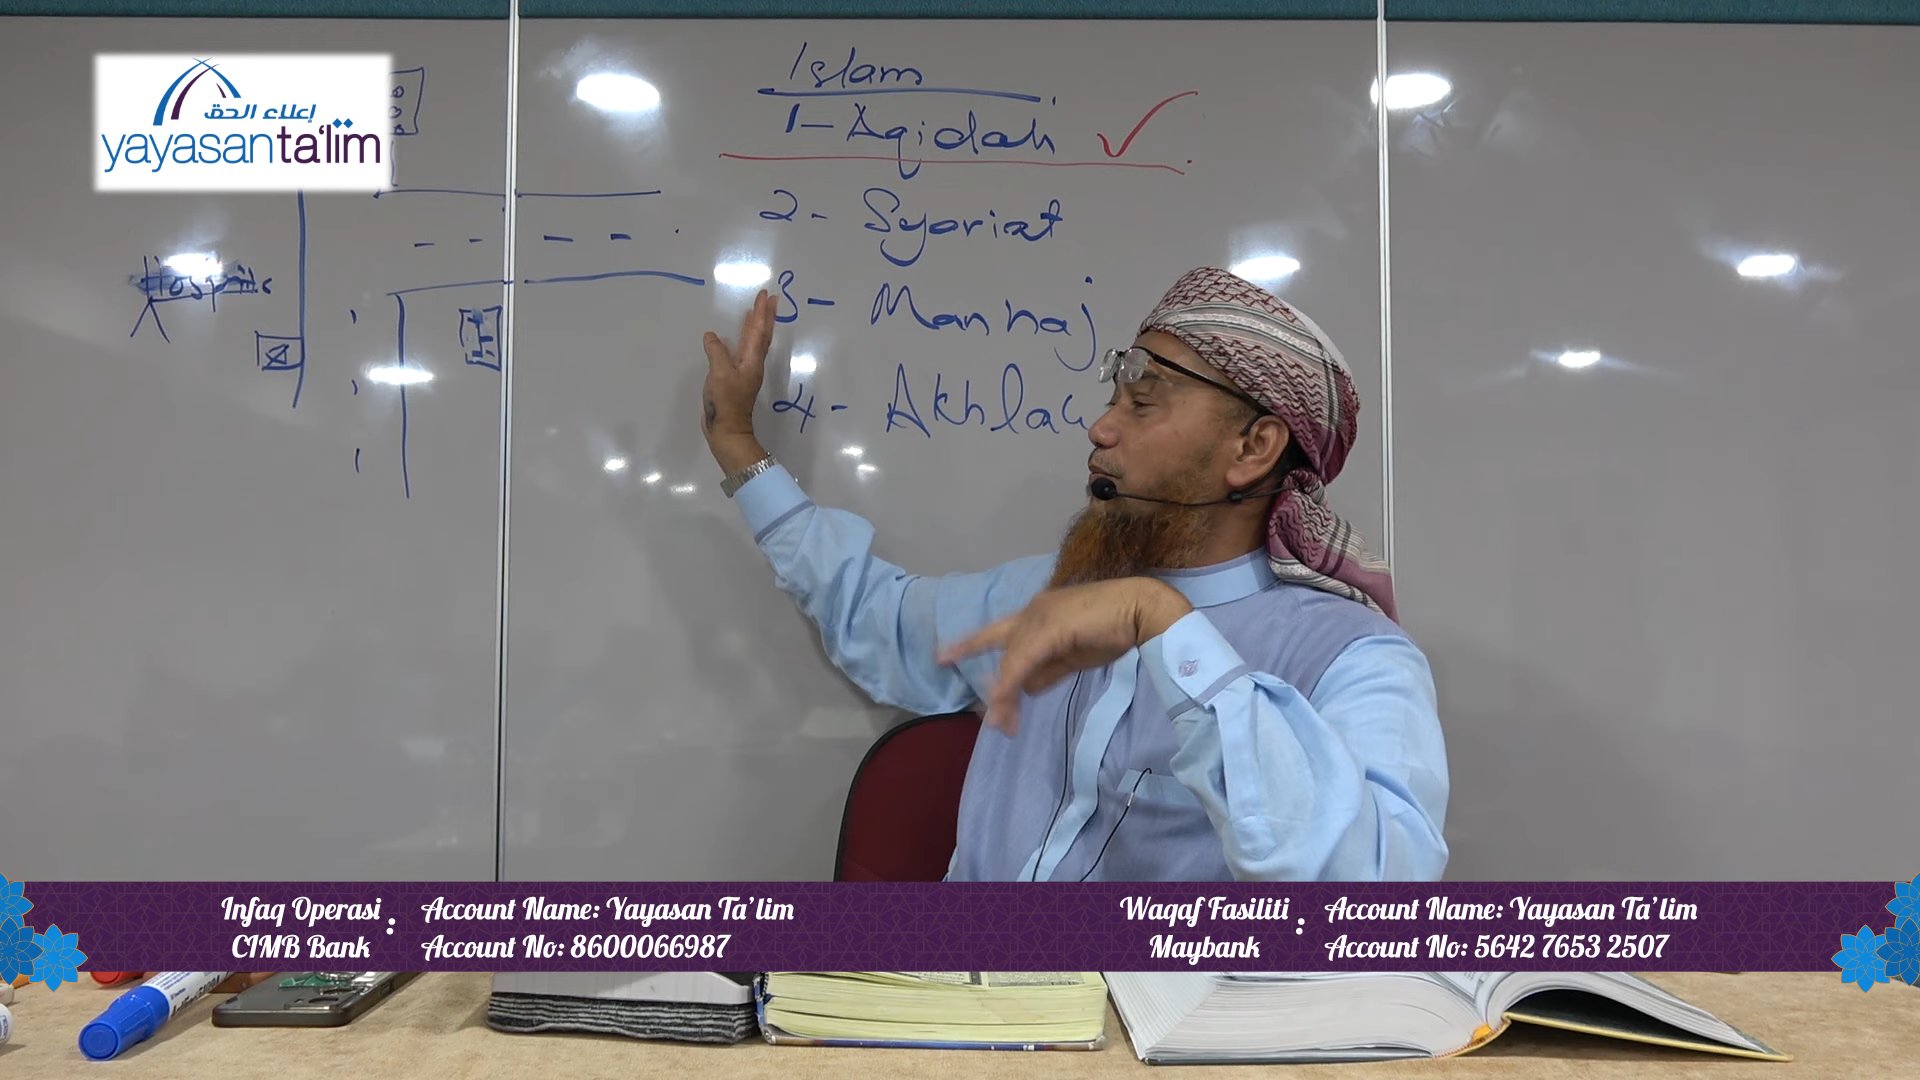 إعلاء الحق
yayasanta'lim
Islam
1- Aqidah ✓
2- Syariat
3- Manhaj
4- Akhlaq
Infaq Operasi : Account Name: Yayasan Ta'lim
CIMB Bank Account No: 8600066987
Waqaf Fasiliti : Account Name: Yayasan Ta'lim
Maybank Account No: 5642 7653 2507